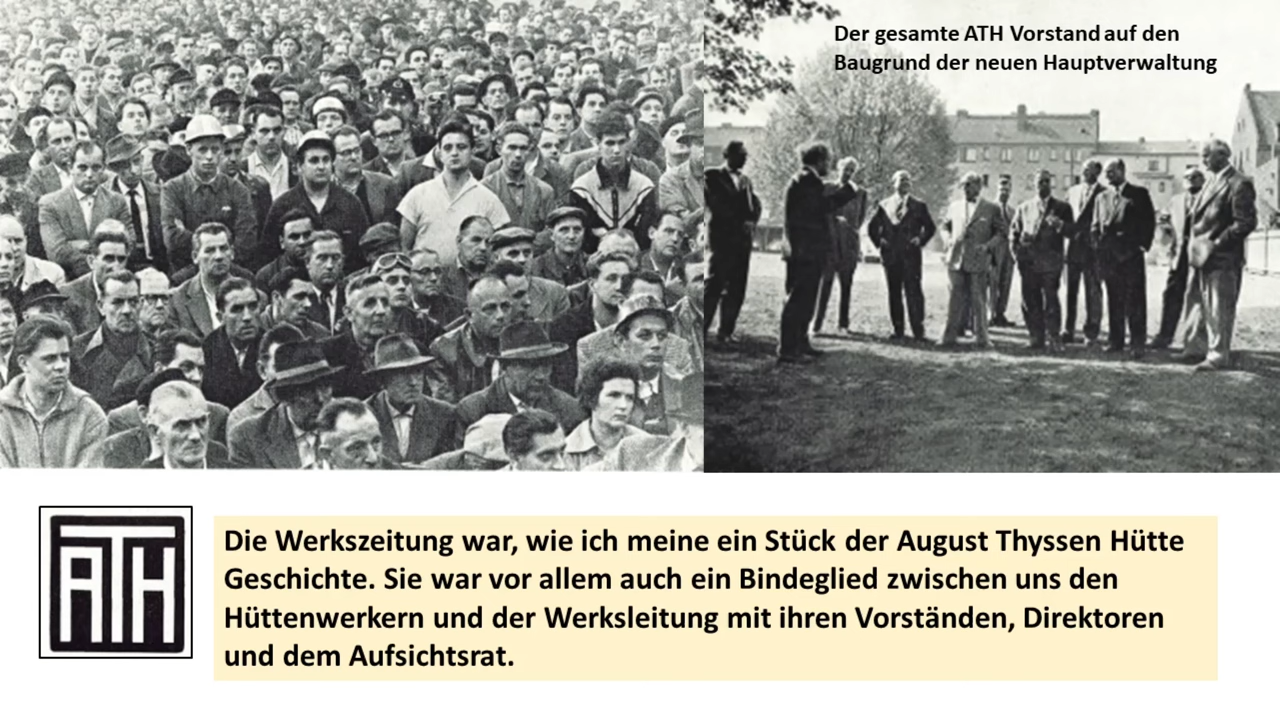 Der gesamte ATH Vorstand auf den
Baugrund der neuen Hauptverwaltung
ATH
Die Werkszeitung war, wie ich meine ein Stück der August Thyssen Hütte
Geschichte. Sie war vor allem auch ein Bindeglied zwischen uns den
Hüttenwerkern und der Werksleitung mit ihren Vorständen, Direktoren
und dem Aufsichtsrat.